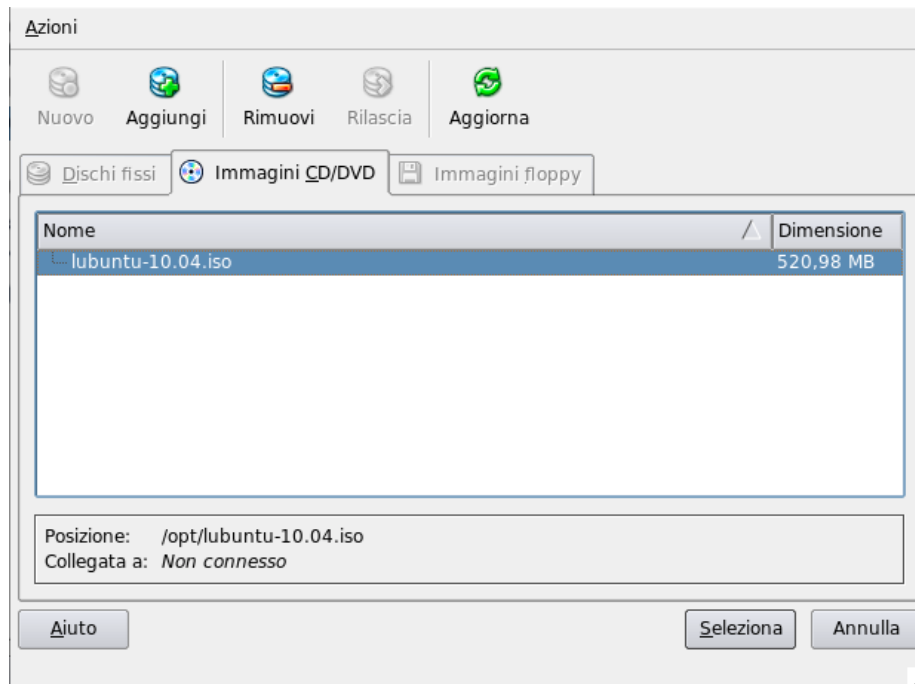 Azioni
Nuovo Aggiungi Rimuovi Rilascia Aggiorna
Dischi fissi Immagini CD/DVD Immagini floppy
Nome Dimensione
lubuntu-10.04.iso 520,98 MB
Posizione: /opt/lubuntu-10.04.iso
Collegata a: Non connesso
Aiuto Seleziona Annulla